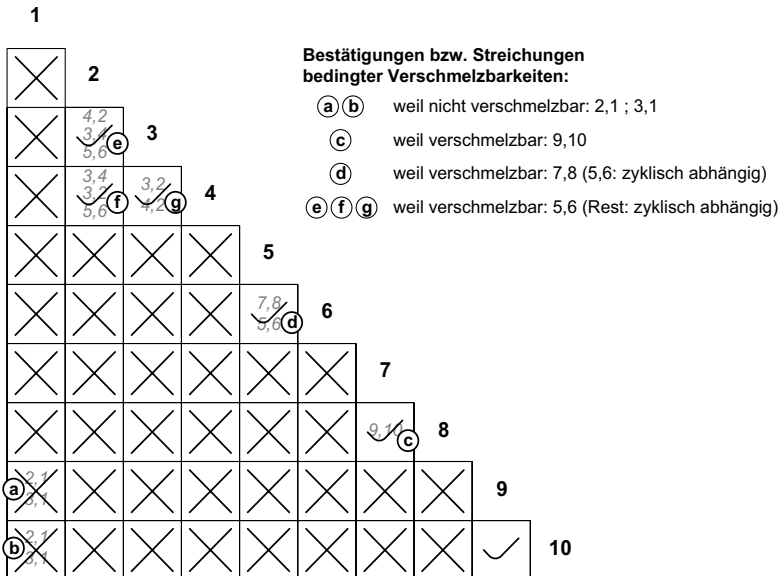 1
2
Bestätigungen bzw. Streichungen
bedingter Verschmelzbarkeiten:
a b weil nicht verschmelzbar: 2,1 ; 3,1
c weil verschmelzbar: 9,10
d weil verschmelzbar: 7,8 (5,6: zyklisch abhängig)
e f g weil verschmelzbar: 5,6 (Rest: zyklisch abhängig)
4,2
3,4
5,6
e
3
3,4
3,2
5,6
f
3,2
4,2
g
4
5
7,8
5,6
d
6
7
9,10
c
8
a
2,1
3,1
9
b
2,1
3,1
10